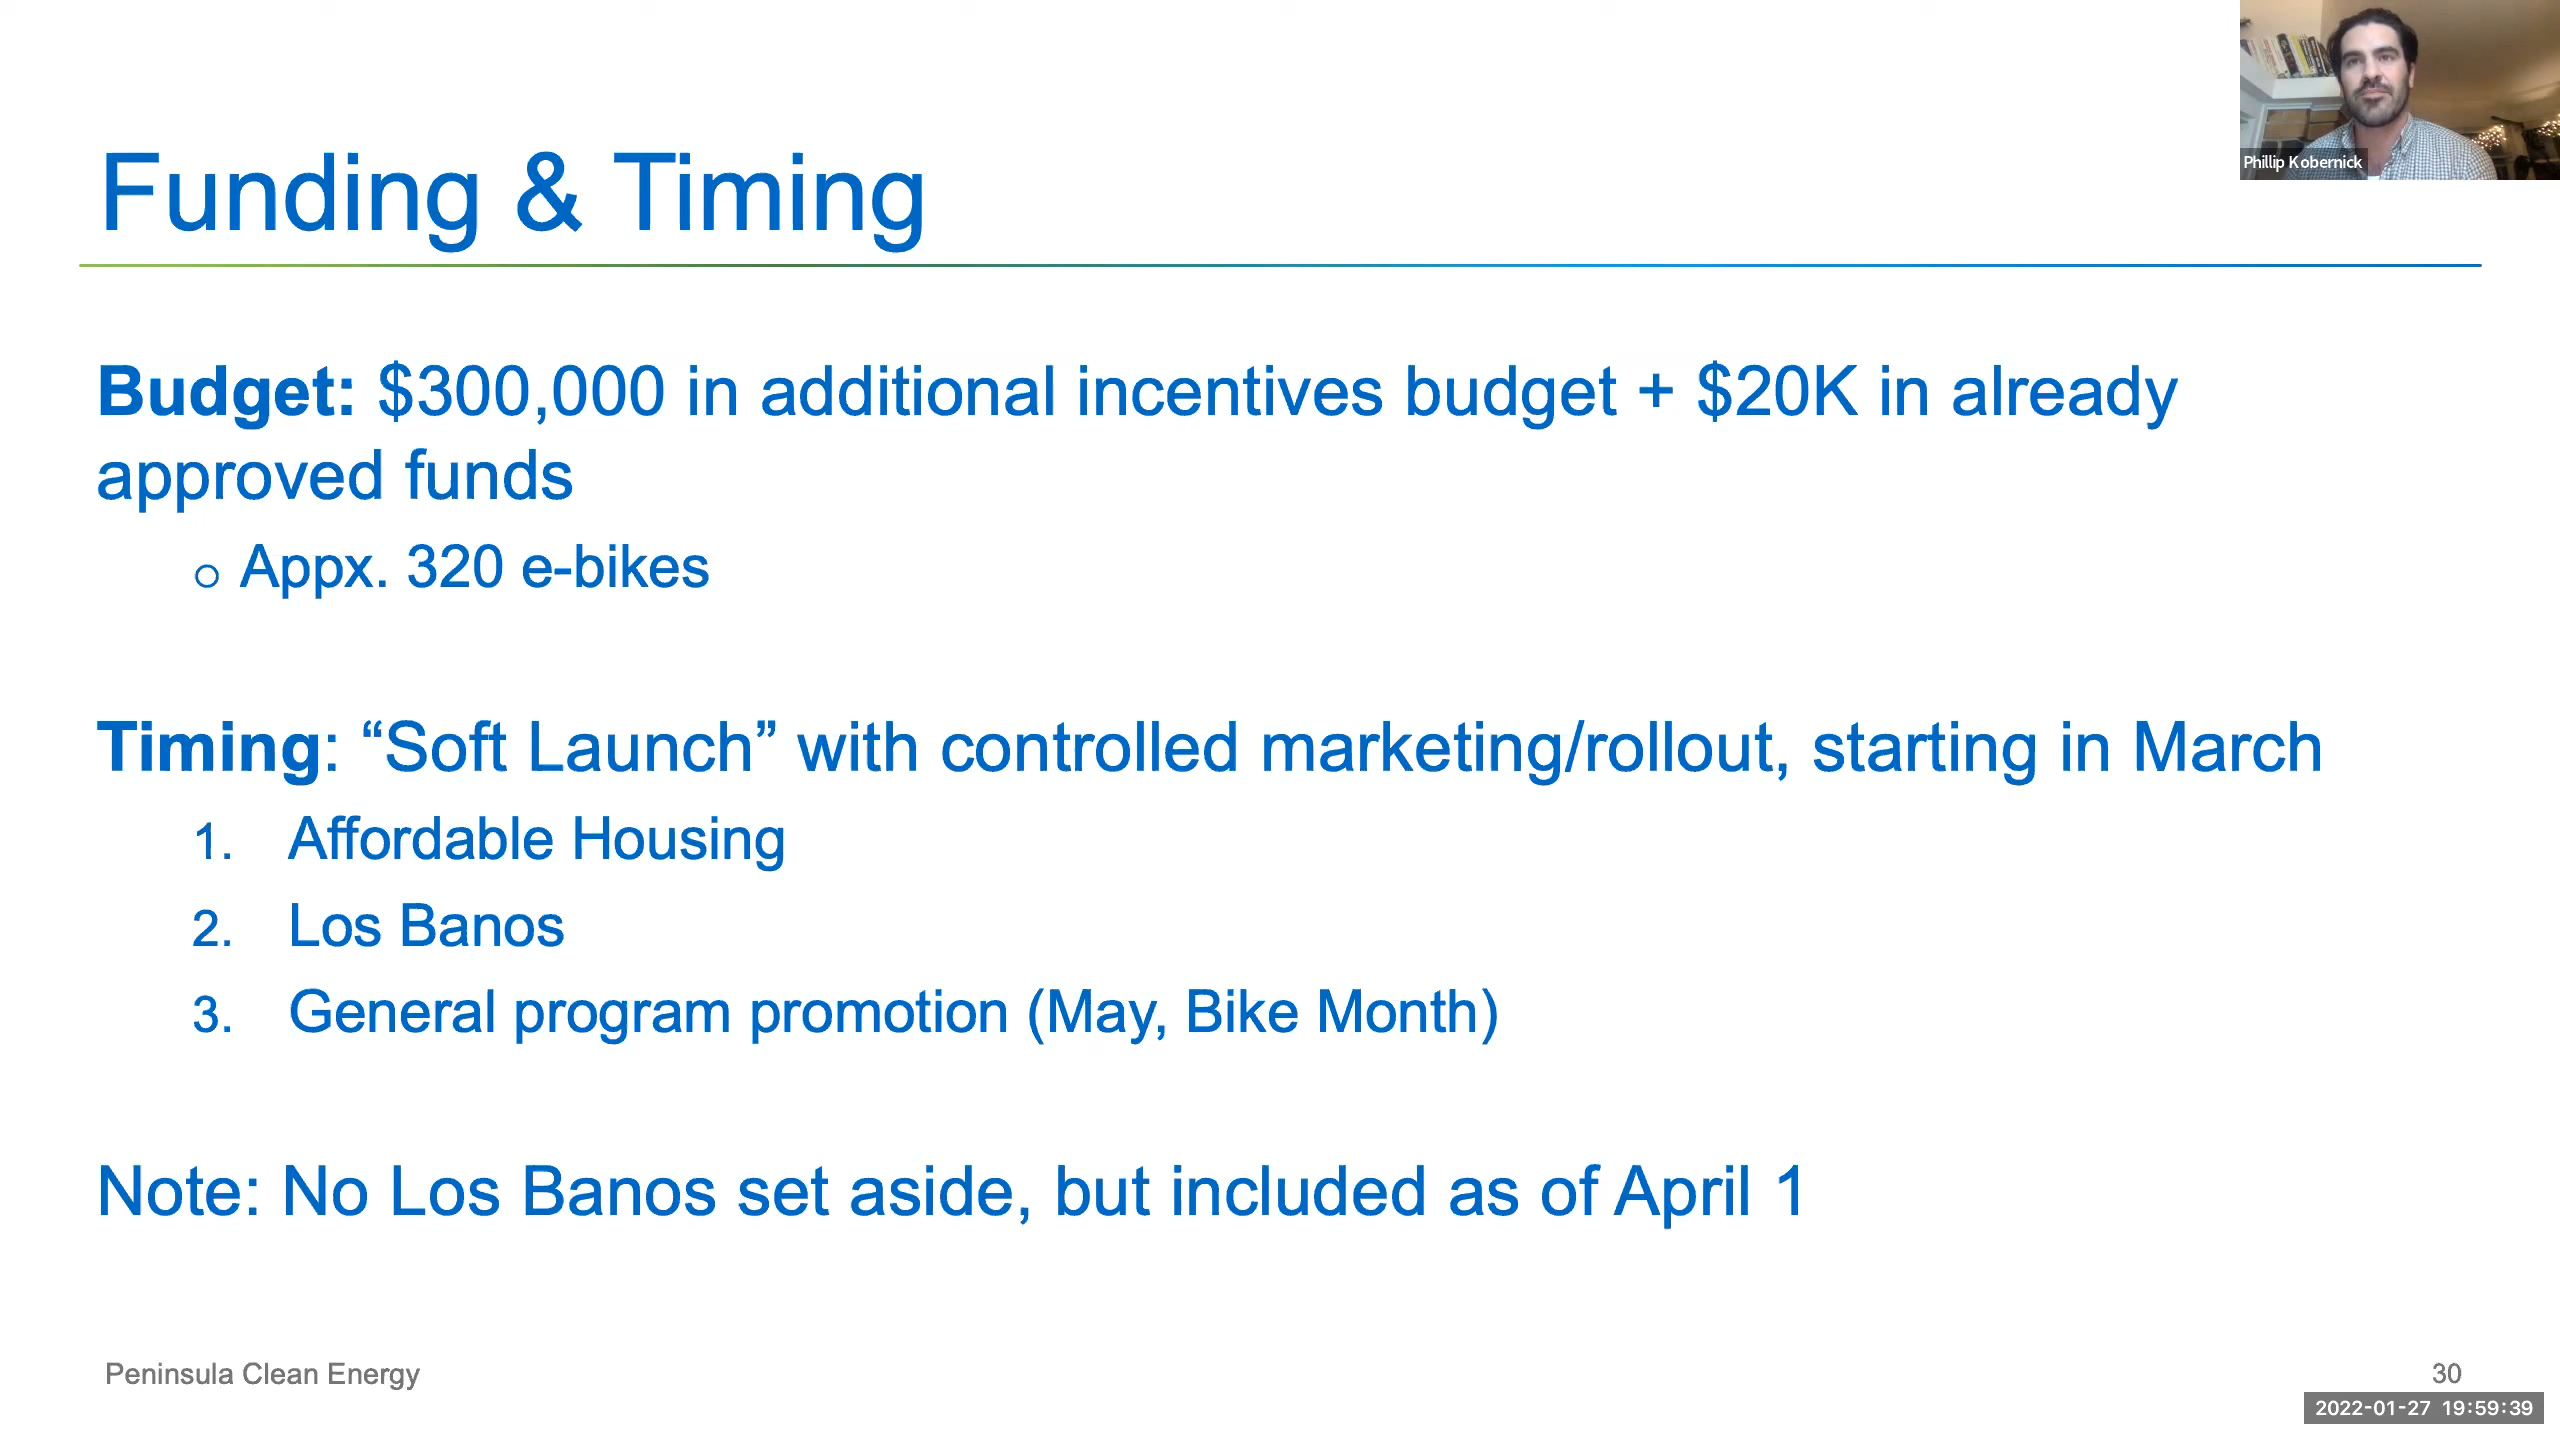 Phillip Kobernick
Funding & Timing
Budget: $300,000 in additional incentives budget + $20K in already
approved funds
o Appx. 320 e-bikes
Timing: “Soft Launch” with controlled marketing/rollout, starting in March
1. Affordable Housing
2. Los Banos
3. General program promotion (May, Bike Month)
Note: No Los Banos set aside, but included as of April 1
Peninsula Clean Energy
30
2022-01-27 19:59:39